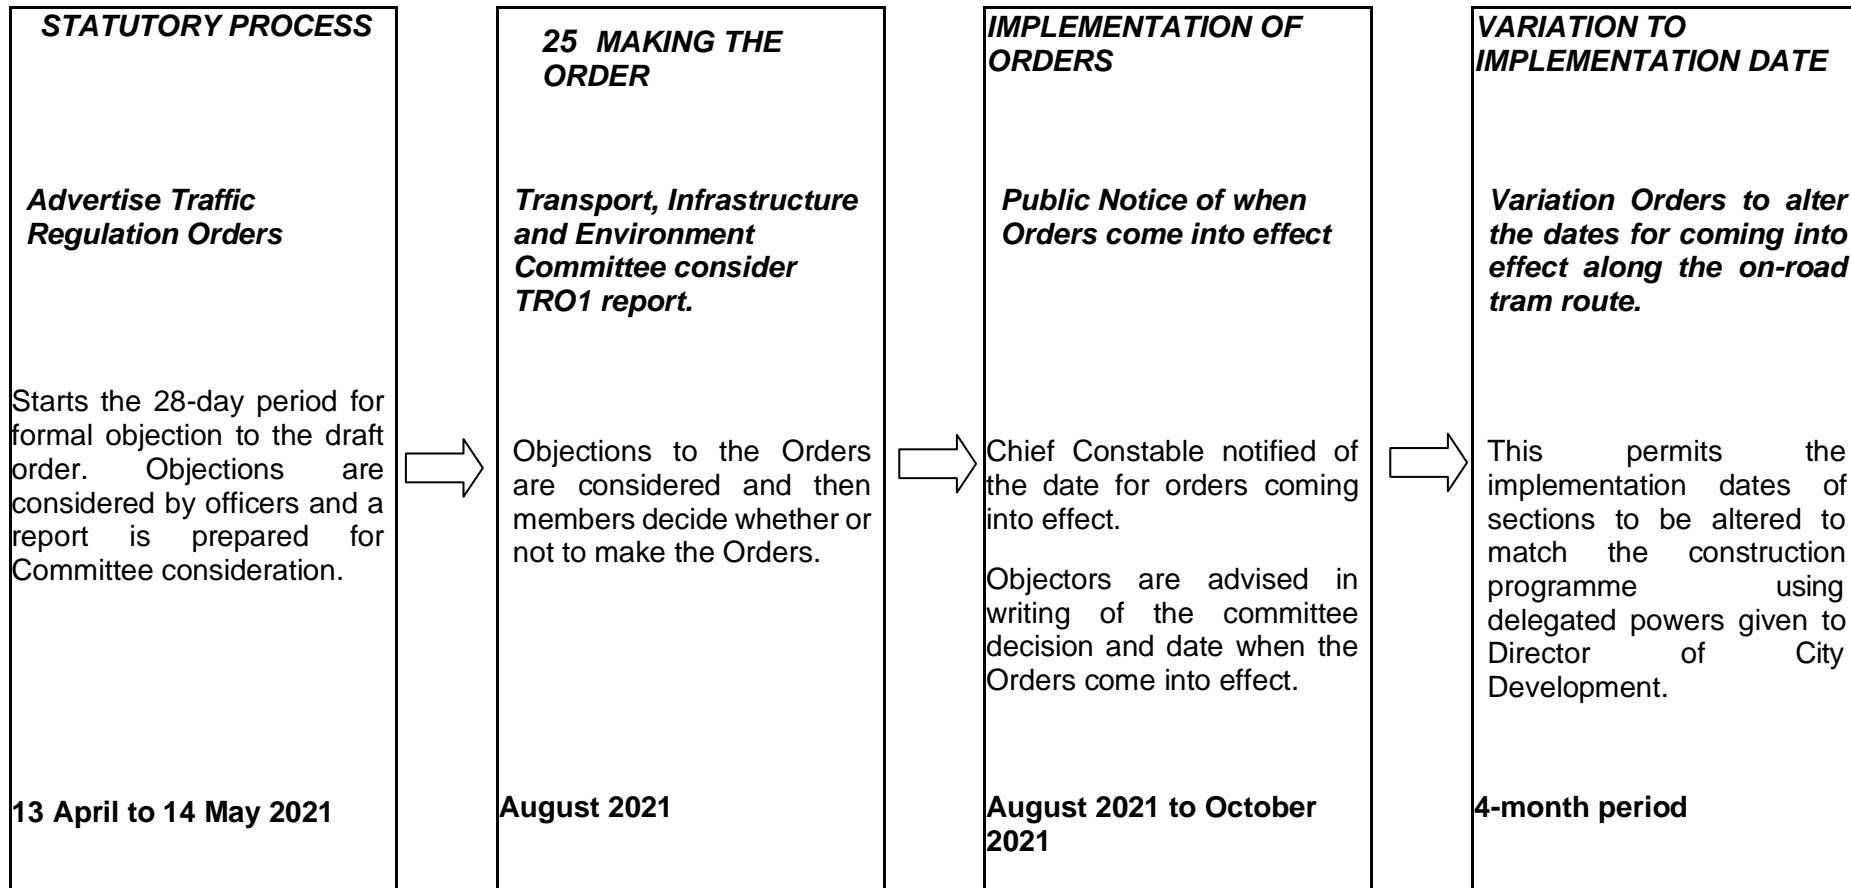 STATUTORY PROCESS
Advertise Traffic
Regulation Orders
Starts the 28-day period for
formal objection to the draft
order. Objections are
considered by officers and a
report is prepared for
Committee consideration.
13 April to 14 May 2021
25 MAKING THE
ORDER
Transport, Infrastructure
and Environment
Committee consider
TRO1 report.
Objections to the Orders
are considered and then
members decide whether or
not to make the Orders.
August 2021
IMPLEMENTATION OF
ORDERS
Public Notice of when
Orders come into effect
Chief Constable notified of
the date for orders coming
into effect.
Objectors are advised in
writing of the committee
decision and date when the
Orders come into effect.
August 2021 to October
2021
VARIATION TO
IMPLEMENTATION DATE
Variation Orders to alter
the dates for coming into
effect along the on-road
tram route.
This permits the
implementation dates of
sections to be altered to
match the construction
programme using
delegated powers given to
Director of City
Development.
4-month period